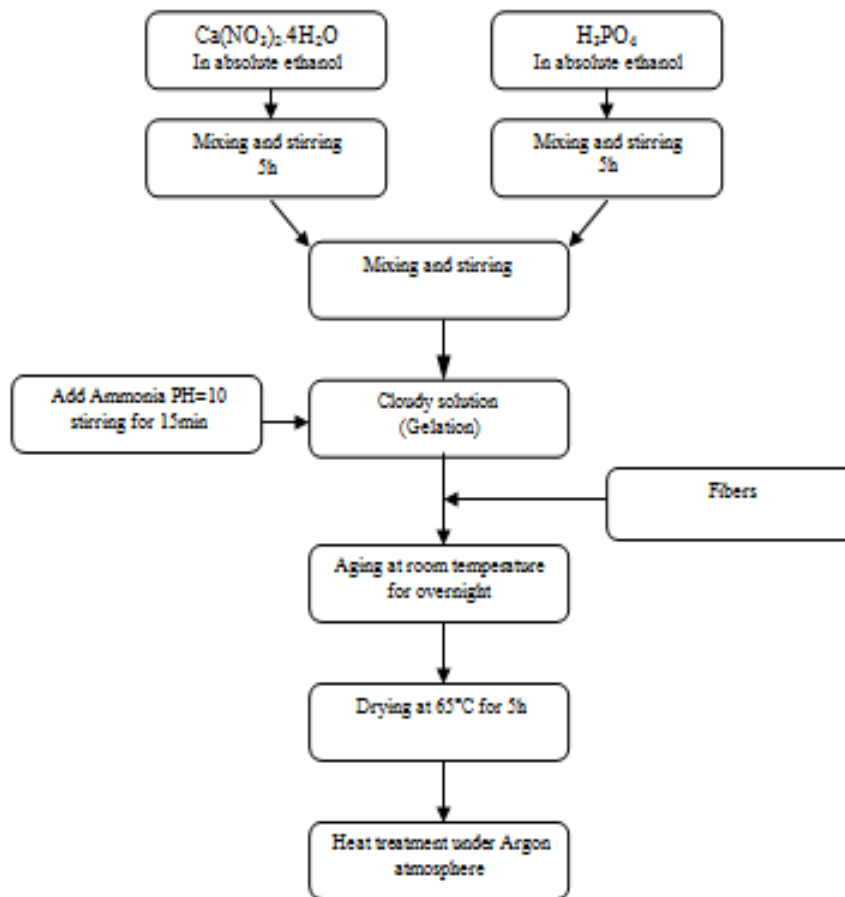 Ca(NO₃)₂.4H₂O
In absolute ethanol
H₃PO₄
In absolute ethanol
Mixing and stirring
5h
Mixing and stirring
5h
Mixing and stirring
Add Ammonia PH=10
stirring for 15min
Cloudy solution
(Gelation)
Fibers
Aging at room temperature
for overnight
Drying at 65°C for 5h
Heat treatment under Argon
atmosphere